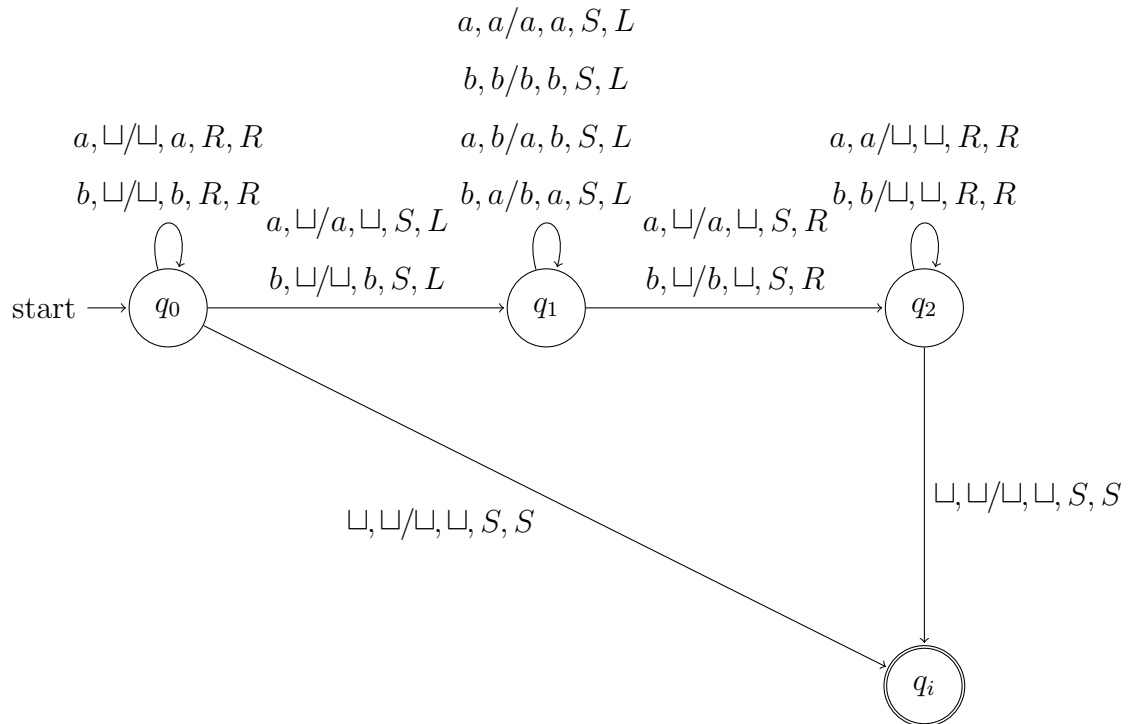 a, a/a, a, S, L
b, b/b, b, S, L
a, b/a, b, S, L
b, a/b, a, S, L
a, ⊔/⊔, a, R, R
b, ⊔/⊔, b, R, R
a, ⊔/a, ⊔, S, L
b, ⊔/⊔, b, S, L
a, ⊔/a, ⊔, S, R
b, ⊔/b, ⊔, S, R
a, a/⊔, ⊔, R, R
b, b/⊔, ⊔, R, R
start
q₀
q₁
q₂
⊔, ⊔/⊔, ⊔, S, S
⊔, ⊔/⊔, ⊔, S, S
qᵢ